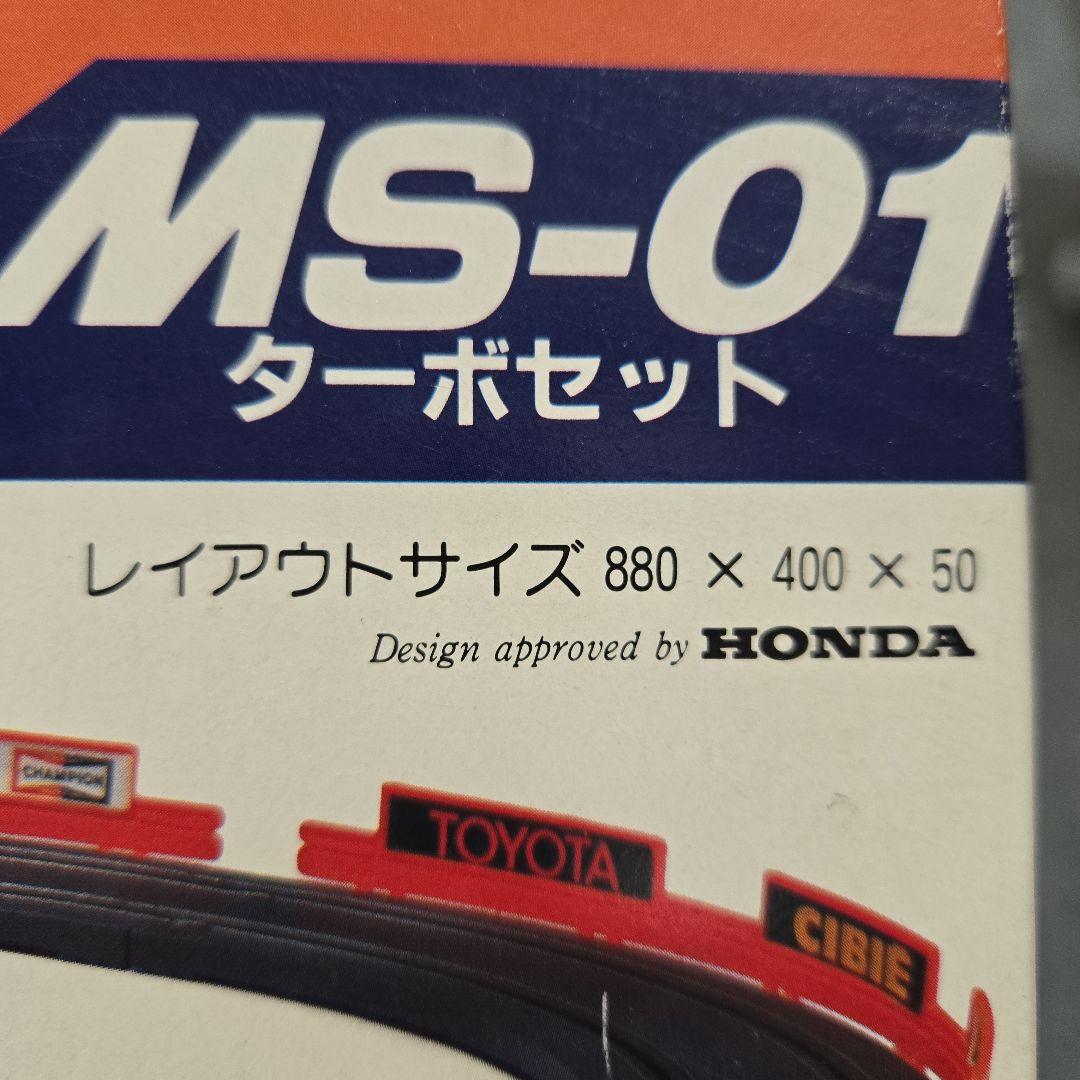 MS-01
ターボセット
レイアウトサイズ 880 × 400 × 50
Design approved by HONDA
CHAMPION
TOYOTA
CIBIÉ